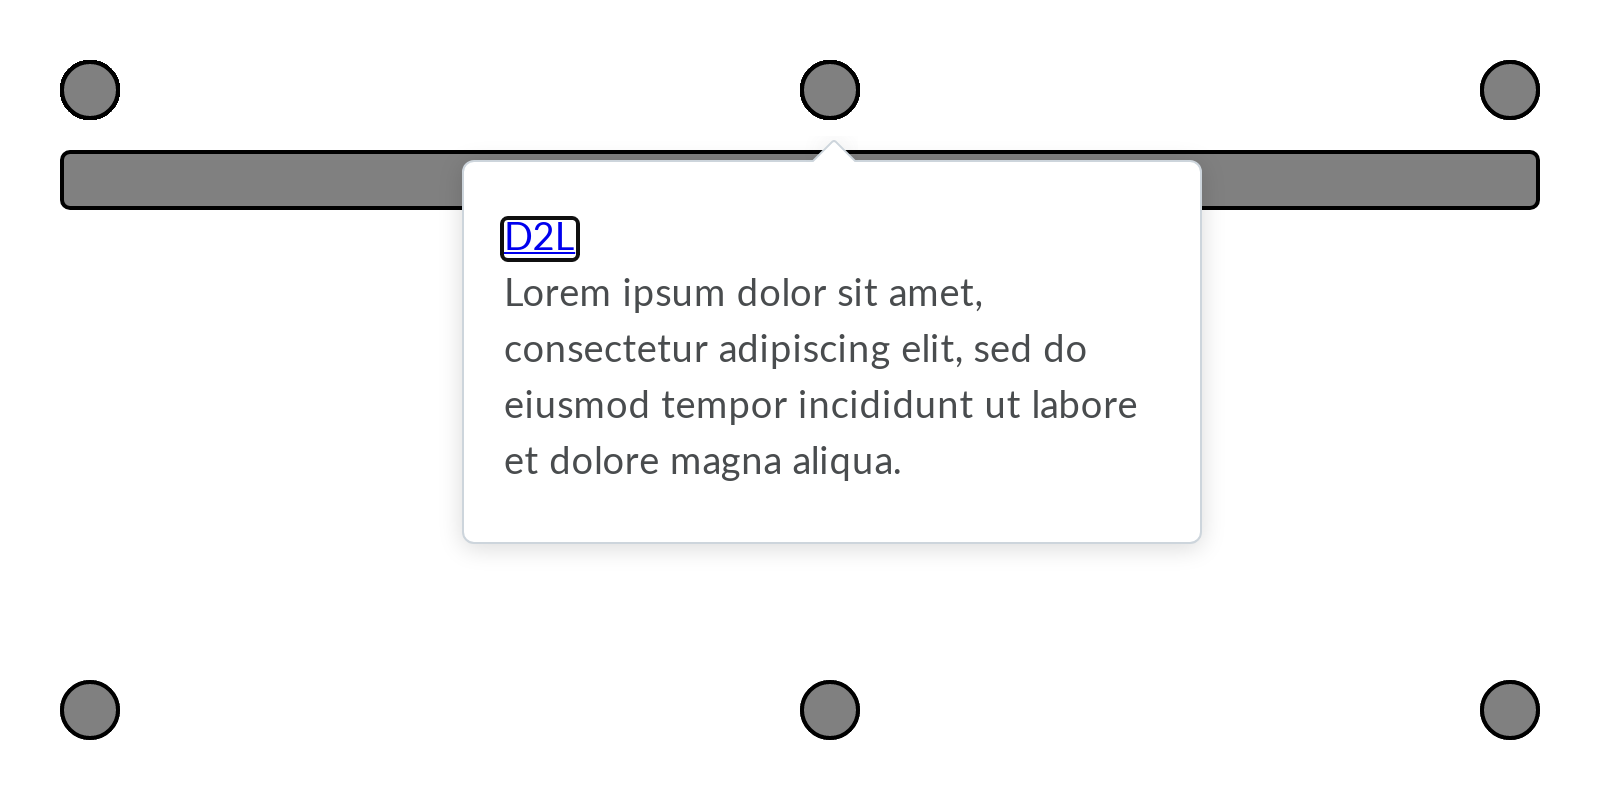 D2L
Lorem ipsum dolor sit amet,
consectetur adipiscing elit, sed do
eiusmod tempor incididunt ut labore
et dolore magna aliqua.